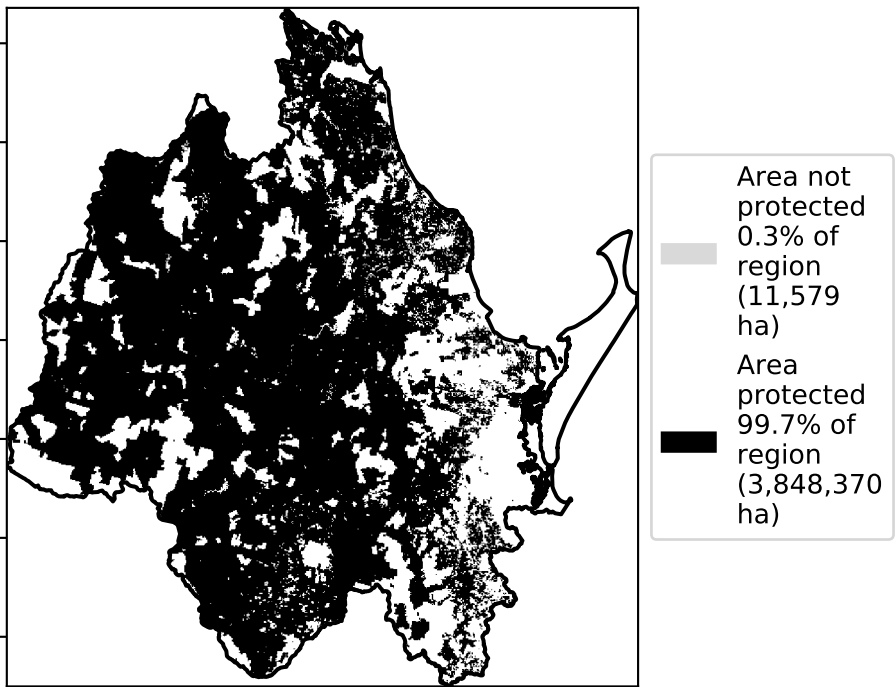 Area not
protected
0.3% of
region
(11,579
ha)
Area
protected
99.7% of
region
(3,848,370
ha)